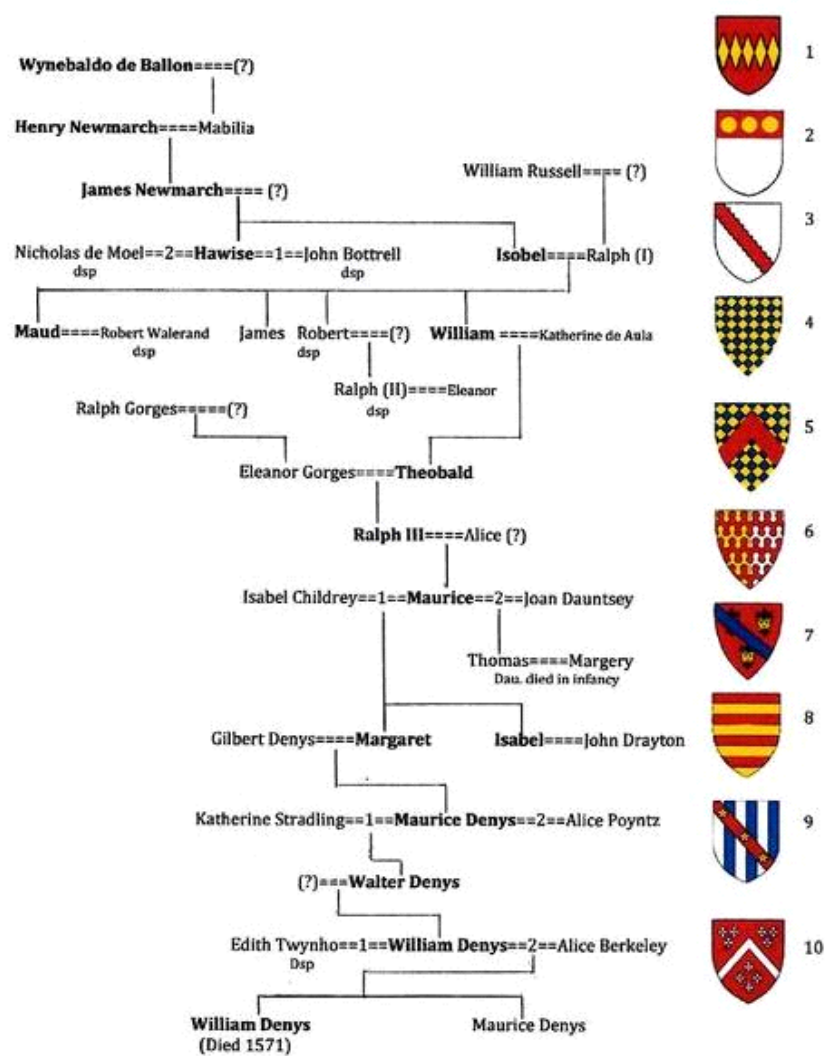 Wynebaldo de Ballon====(?)
1
Henry Newmarch====Mabilia
2
William Russell==== (?)
James Newmarch==== (?)
3
Nicholas de Moel==2=Hawise==1=John Bottrell
Isobel====Ralph (I)
dsp
dsp
4
Maud====Robert Walerand
James
Robert====(?)
William ====Katherine de Aula
dsp
dsp
Ralph (II)====Eleanor
dsp
Ralph Gorges=====(?)
5
Eleanor Gorges====Theobald
Ralph III====Alice (?)
6
Isabel Childrey==1==Maurice==2==Joan Dauntsey
7
Thomas====Margery
Dau. died in infancy
8
Gilbert Denys====Margaret
Isabel====John Drayton
9
Katherine Stradling==1==Maurice Denys==2==Alice Poyntz
(?)====Walter Denys
Edith Twynho==1==William Denys==2==Alice Berkeley
10
Dsp
William Denys
Maurice Denys
(Died 1571)